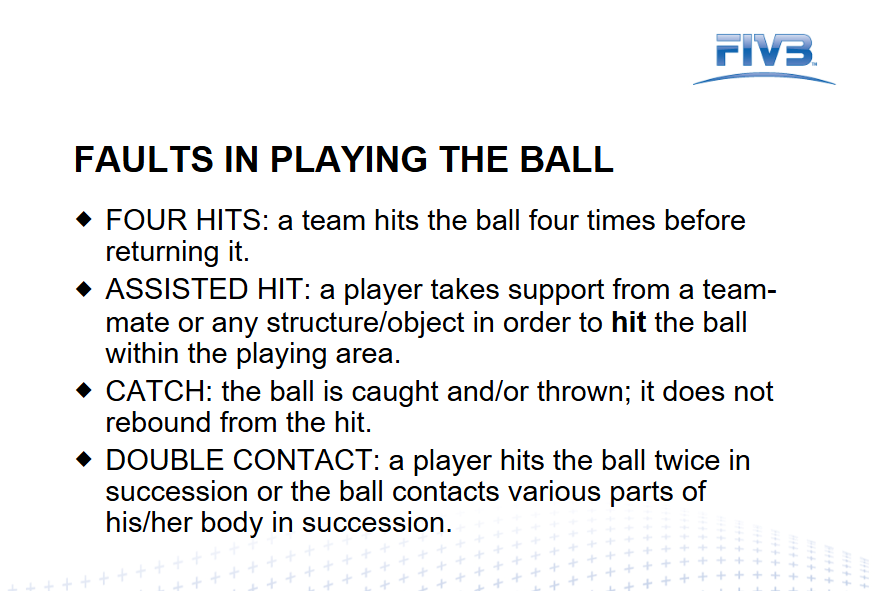 FIVB
TM
FAULTS IN PLAYING THE BALL
◆ FOUR HITS: a team hits the ball four times before
returning it.
◆ ASSISTED HIT: a player takes support from a team-
mate or any structure/object in order to hit the ball
within the playing area.
◆ CATCH: the ball is caught and/or thrown; it does not
rebound from the hit.
◆ DOUBLE CONTACT: a player hits the ball twice in
succession or the ball contacts various parts of
his/her body in succession.